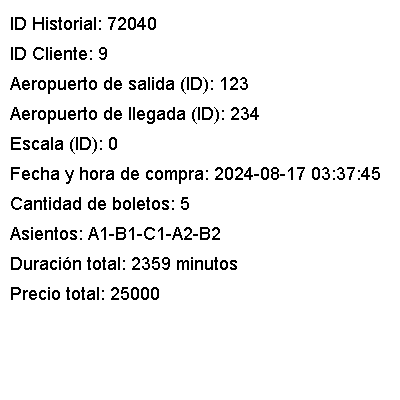 ID Historial: 72040
ID Cliente: 9
Aeropuerto de salida (ID): 123
Aeropuerto de llegada (ID): 234
Escala (ID): 0
Fecha y hora de compra: 2024-08-17 03:37:45
Cantidad de boletos: 5
Asientos: A1-B1-C1-A2-B2
Duración total: 2359 minutos
Precio total: 25000